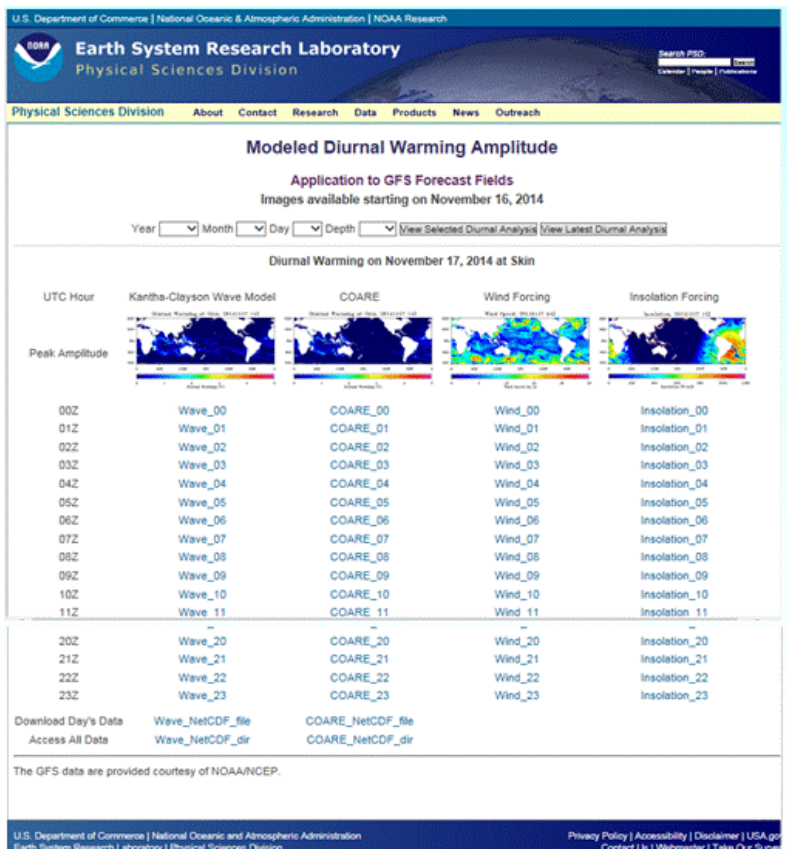 U.S. Department of Commerce | National Oceanic & Atmospheric Administration | NOAA Research
NOAA
Earth System Research Laboratory
Physical Sciences Division
Search PSD:
Search
Calendar | People | Publications
Physical Sciences Division About Contact Research Data Products News Outreach
Modeled Diurnal Warming Amplitude
Application to GFS Forecast Fields
Images available starting on November 16, 2014
Year Month Day Depth View Selected Diurnal Analysis View Latest Diurnal Analysis
Diurnal Warming on November 17, 2014 at Skin
UTC Hour Kantha-Clayson Wave Model COARE Wind Forcing Insolation Forcing
Peak Amplitude
00Z Wave_00 COARE_00 Wind_00 Insolation_00
01Z Wave_01 COARE_01 Wind_01 Insolation_01
02Z Wave_02 COARE_02 Wind_02 Insolation_02
03Z Wave_03 COARE_03 Wind_03 Insolation_03
04Z Wave_04 COARE_04 Wind_04 Insolation_04
05Z Wave_05 COARE_05 Wind_05 Insolation_05
06Z Wave_06 COARE_06 Wind_06 Insolation_06
07Z Wave_07 COARE_07 Wind_07 Insolation_07
08Z Wave_08 COARE_08 Wind_08 Insolation_08
09Z Wave_09 COARE_09 Wind_09 Insolation_09
10Z Wave_10 COARE_10 Wind_10 Insolation_10
11Z Wave_11 COARE_11 Wind_11 Insolation_11
20Z Wave_20 COARE_20 Wind_20 Insolation_20
21Z Wave_21 COARE_21 Wind_21 Insolation_21
22Z Wave_22 COARE_22 Wind_22 Insolation_22
23Z Wave_23 COARE_23 Wind_23 Insolation_23
Download Day's Data Wave_NetCDF_file COARE_NetCDF_file
Access All Data Wave_NetCDF_dir COARE_NetCDF_dir
The GFS data are provided courtesy of NOAA/NCEP.
U.S. Department of Commerce | National Oceanic and Atmospheric Administration Privacy Policy | Accessibility | Disclaimer | USA.go
Earth System Research Laboratory | Physical Sciences Division Contact Us | Webmaster | Take Our Surve